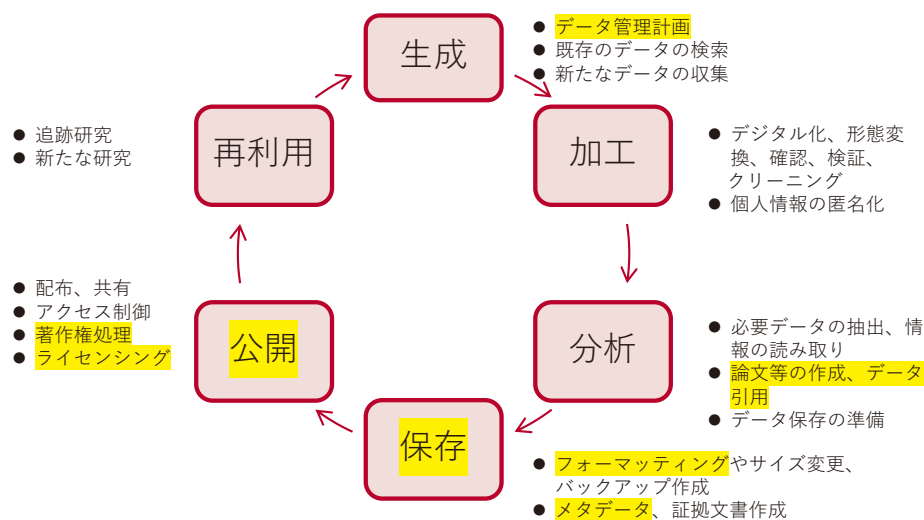 生成
● データ管理計画
● 既存のデータの検索
● 新たなデータの収集
加工
● デジタル化、形態変
換、確認、検証、
クリーニング
● 個人情報の匿名化
分析
● 必要データの抽出、情
報の読み取り
● 論文等の作成、データ
引用
● データ保存の準備
保存
● フォーマッティングやサイズ変更、
バックアップ作成
● メタデータ、証拠文書作成
公開
● 配布、共有
● アクセス制御
● 著作権処理
● ライセンシング
再利用
● 追跡研究
● 新たな研究